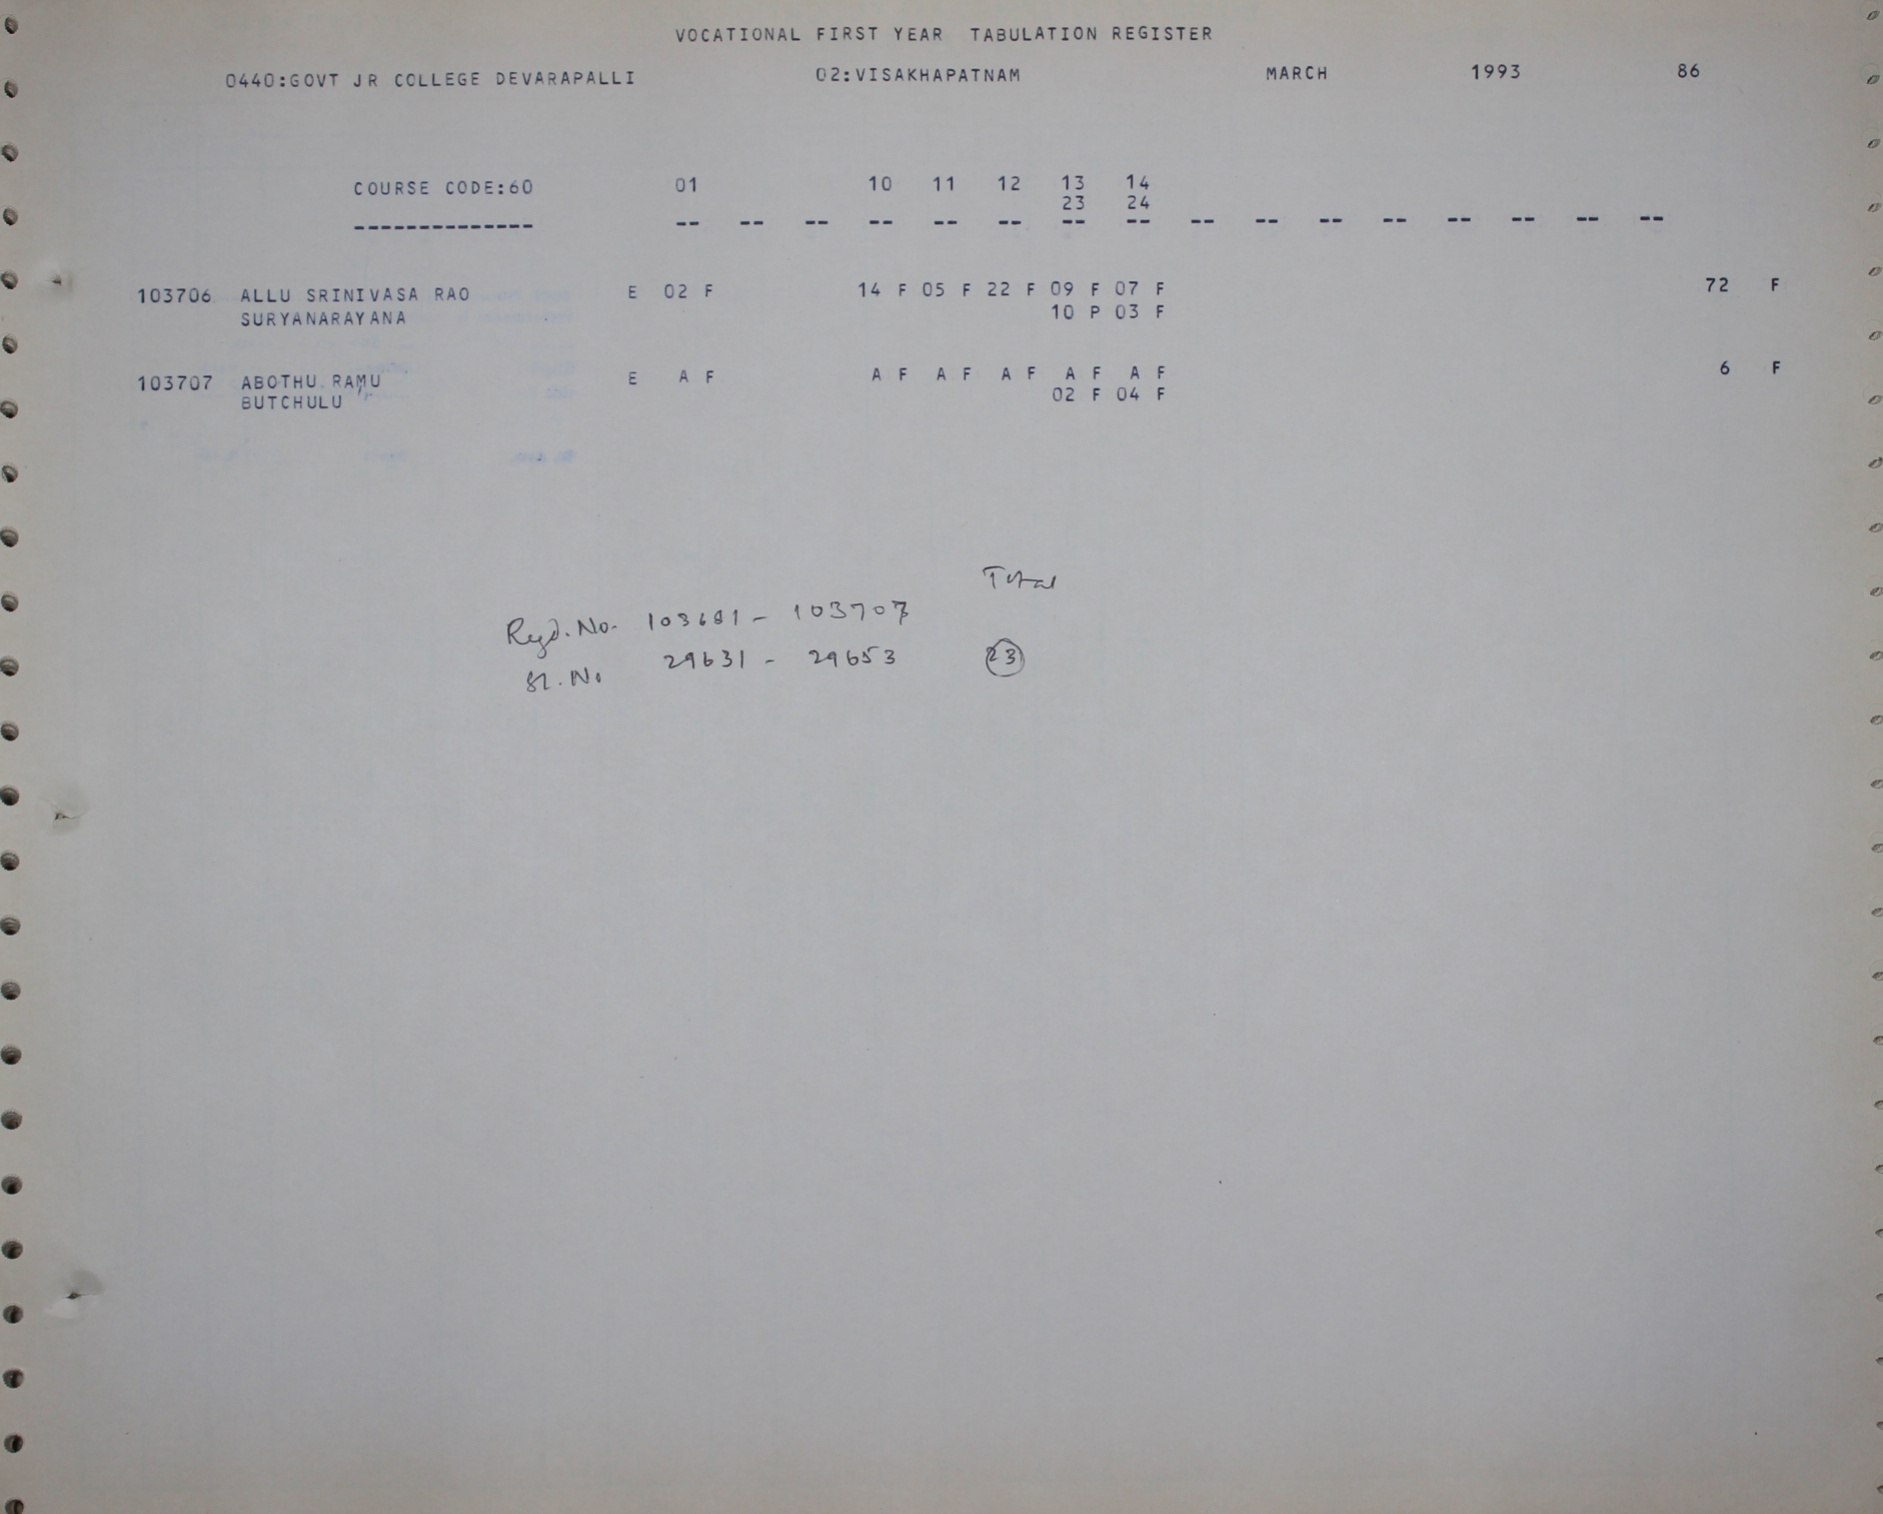 VOCATIONAL FIRST YEAR TABULATION REGISTER
0440:GOVT JR COLLEGE DEVARAPALLI 02:VISAKHAPATNAM MARCH 1993 86
COURSE CODE:60 01 10 11 12 13 14
23 24
-------------- -- -- -- -- -- -- -- -- -- -- -- -- -- -- -- --
103706 ALLU SRINIVASA RAO E 02 F 14 F 05 F 22 F 09 F 07 F 72 F
SURYANARAYANA 10 P 03 F
103707 ABOTHU RAMU E A F A F A F A F A F A F 6 F
BUTCHULU 02 F 04 F
Total
Regd. No. 103681 - 103707
Sl. No 29631 - 29653 23